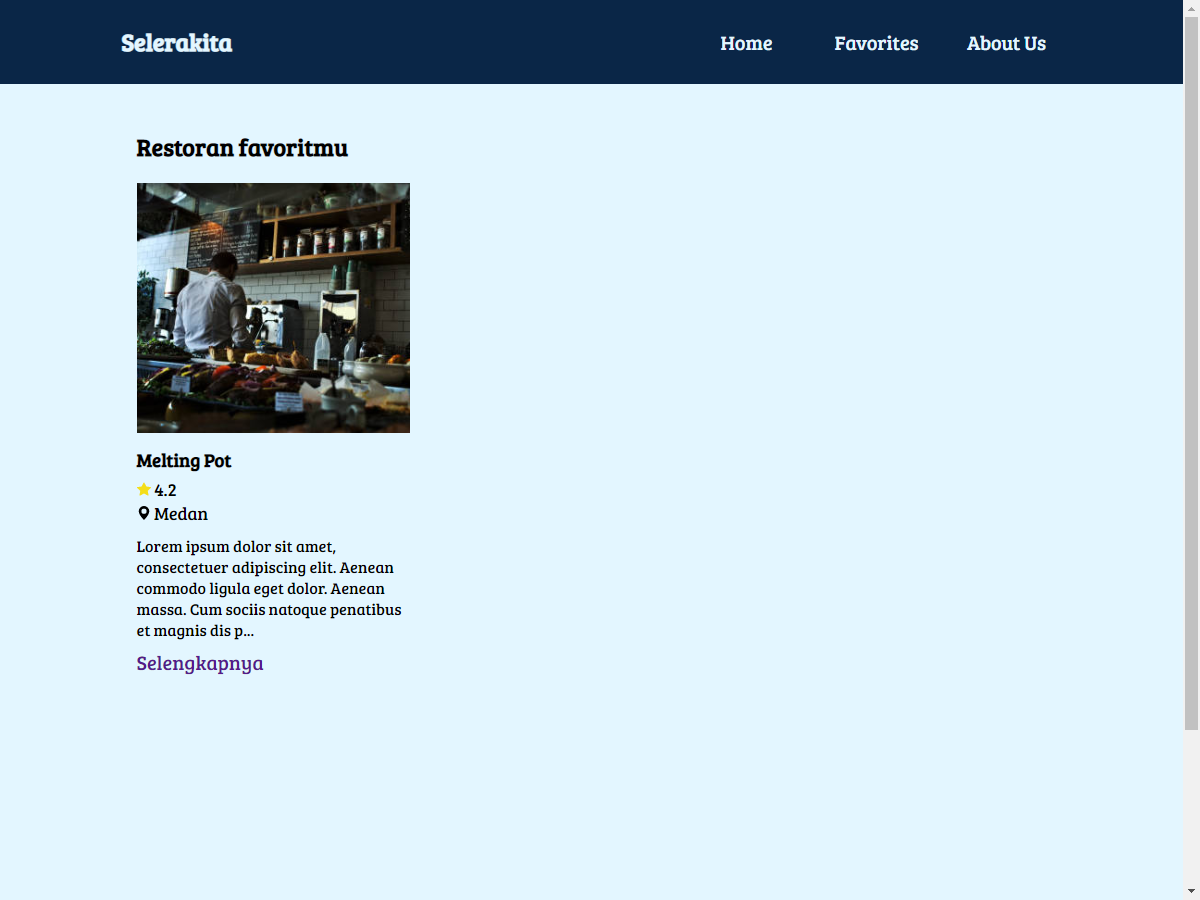 Selerakita
Home Favorites About Us
Restoran favoritmu
Melting Pot
4.2
Medan
Lorem ipsum dolor sit amet,
consectetuer adipiscing elit. Aenean
commodo ligula eget dolor. Aenean
massa. Cum sociis natoque penatibus
et magnis dis p...
Selengkapnya